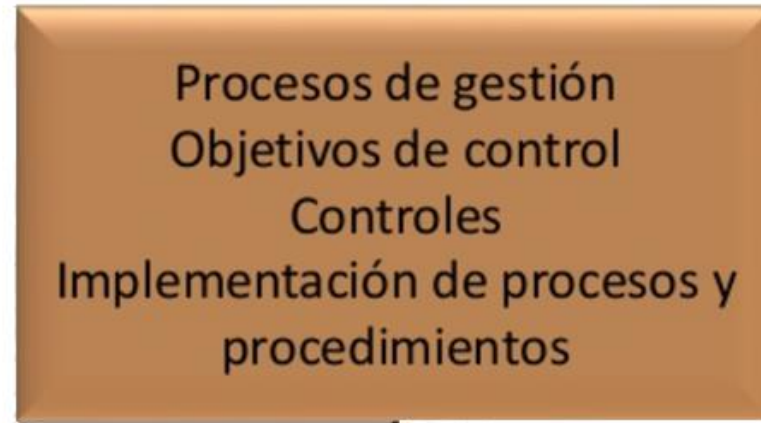 Procesos de gestión
Objetivos de control
Controles
Implementación de procesos y
procedimientos